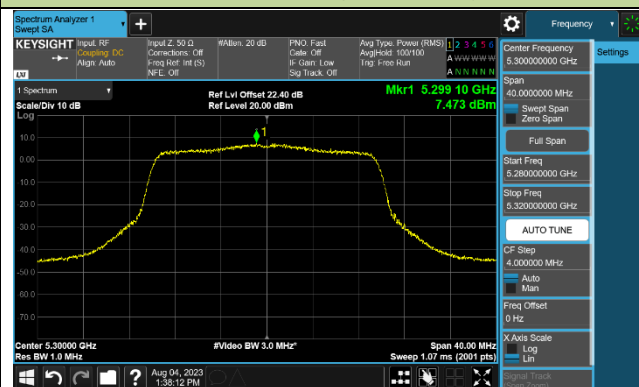 Spectrum Analyzer 1
Swept SA
Frequency
KEYSIGHT
Input: RF
Coupling: DC
Align: Auto
Input Z: 50 Ω
Corrections: Off
Freq Ref: Int (S)
NFE: Off
#Atten: 20 dB
PNO: Fast
Gate: Off
IF Gain: Low
Sig Track: Off
Avg Type: Power (RMS)
Avg|Hold: 100/100
Trig: Free Run
1 2 3 4 5 6
A W W W W W
A N N N N N
LXI
1 Spectrum
Scale/Div 10 dB
Ref Lvl Offset 22.40 dB
Ref Level 20.00 dBm
Mkr1 5.299 10 GHz
7.473 dBm
Log
10.0
0.00
-10.0
-20.0
-30.0
-40.0
-50.0
-60.0
-70.0
1
Center 5.30000 GHz
Res BW 1.0 MHz
#Video BW 3.0 MHz*
Span 40.00 MHz
Sweep 1.07 ms (2001 pts)
Aug 04, 2023
1:38:12 PM
Center Frequency
5.300000000 GHz
Settings
Span
40.0000000 MHz
Swept Span
Zero Span
Full Span
Start Freq
5.280000000 GHz
Stop Freq
5.320000000 GHz
AUTO TUNE
CF Step
4.000000 MHz
Auto
Man
Freq Offset
0 Hz
X Axis Scale
Log
Lin
Signal Track
(Span Zoom)